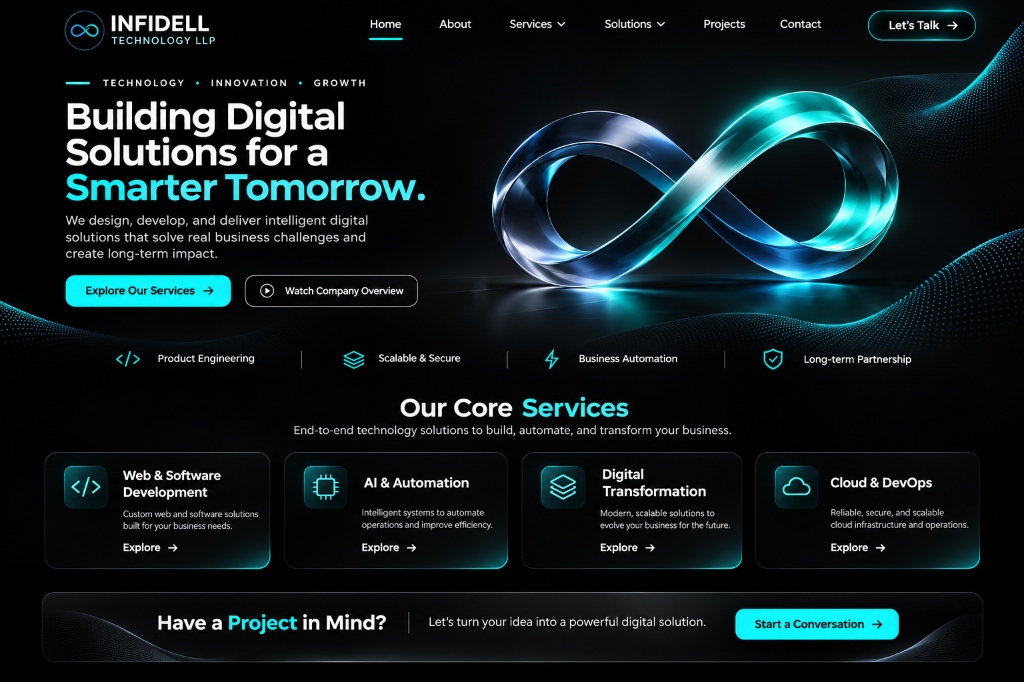 INFIDELL
TECHNOLOGY LLP
Home
About
Services
Solutions
Projects
Contact
Let's Talk →
TECHNOLOGY • INNOVATION • GROWTH
Building Digital
Solutions for a
Smarter Tomorrow.
We design, develop, and deliver intelligent digital
solutions that solve real business challenges and
create long-term impact.
Explore Our Services →
Watch Company Overview
</> Product Engineering
Scalable & Secure
Business Automation
Long-term Partnership
Our Core Services
End-to-end technology solutions to build, automate, and transform your business.
</>
Web & Software
Development
Custom web and software solutions
built for your business needs.
Explore →
AI & Automation
Intelligent systems to automate
operations and improve efficiency.
Explore →
Digital
Transformation
Modern, scalable solutions to
evolve your business for the future.
Explore →
Cloud & DevOps
Reliable, secure, and scalable
cloud infrastructure and operations.
Explore →
Have a Project in Mind?
Let's turn your idea into a powerful digital solution.
Start a Conversation →